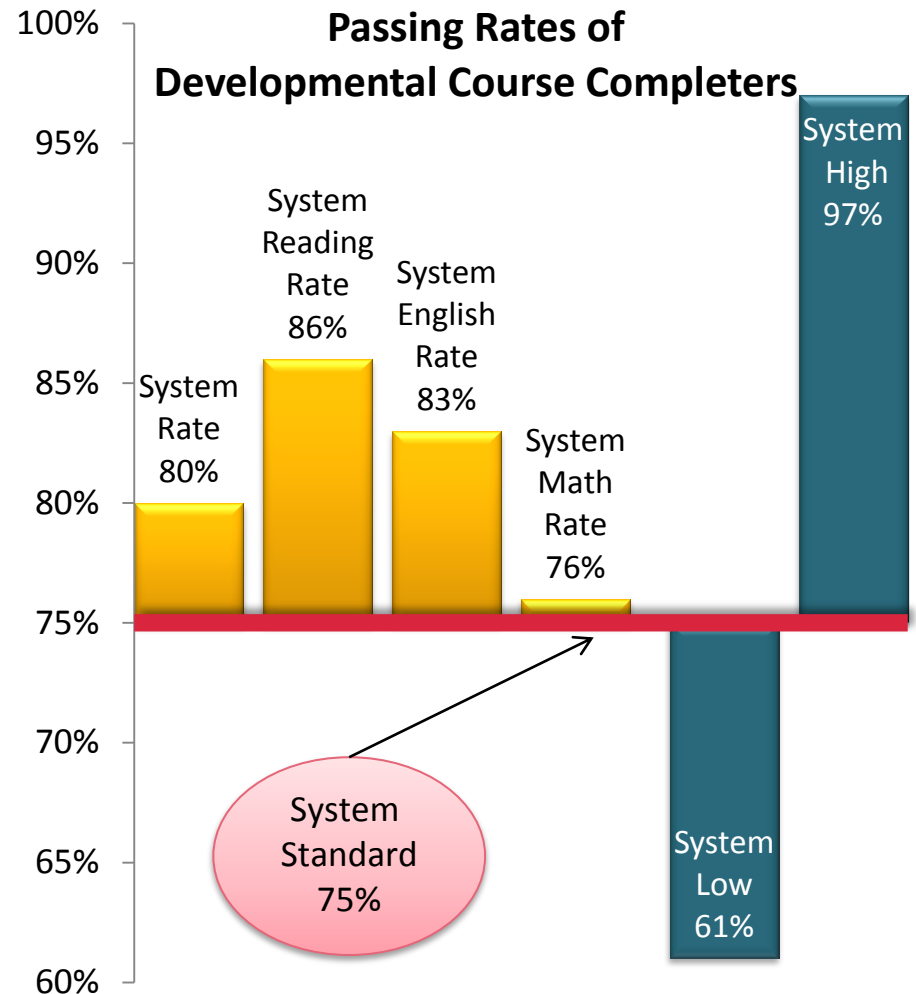 Passing Rates of
Developmental Course Completers
100%
95%
90%
85%
80%
75%
70%
65%
60%
System
Rate
80%
System
Reading
Rate
86%
System
English
Rate
83%
System
Math
Rate
76%
System
Low
61%
System
High
97%
System
Standard
75%